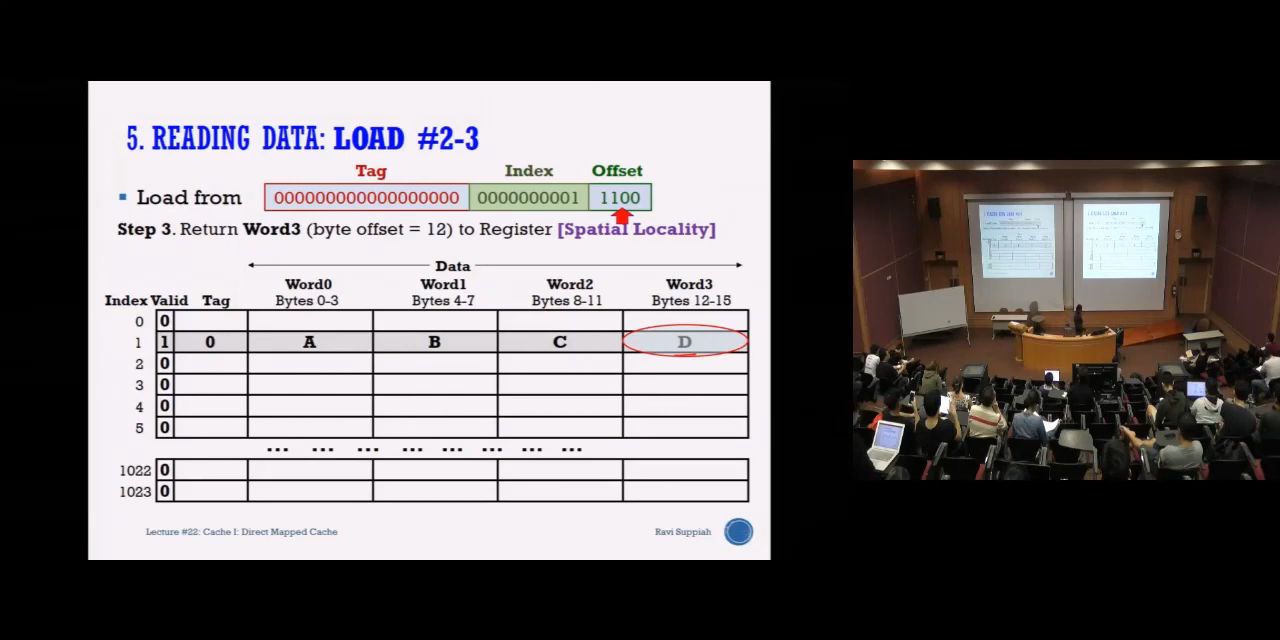 5. READING DATA: LOAD #2-3
Tag Index Offset
▪ Load from 000000000000000000 0000000001 1100
Step 3. Return Word3 (byte offset = 12) to Register [Spatial Locality]
Data
Word0 Word1 Word2 Word3
Index Valid Tag Bytes 0-3 Bytes 4-7 Bytes 8-11 Bytes 12-15
0 0
1 1 0 A B C D
2 0
3 0
4 0
5 0
... ... ... ... ... ... ... ...
1022 0
1023 0
Lecture #22: Cache I: Direct Mapped Cache Ravi Suppiah